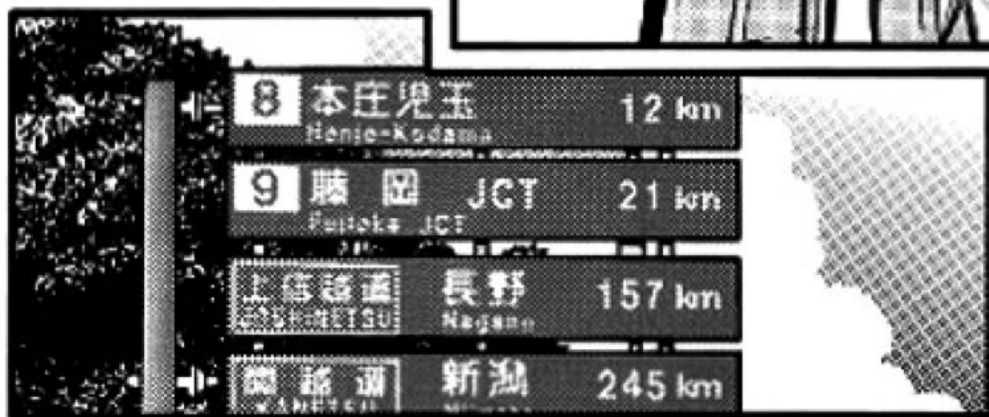 8 本庄児玉 12 km
Honjo-Kodama
9 藤岡 JCT 21 km
Fujioka JCT
上信越道 長野 157 km
JOSHINETSU Nagano
関越道 新潟 245 km
KANETSU